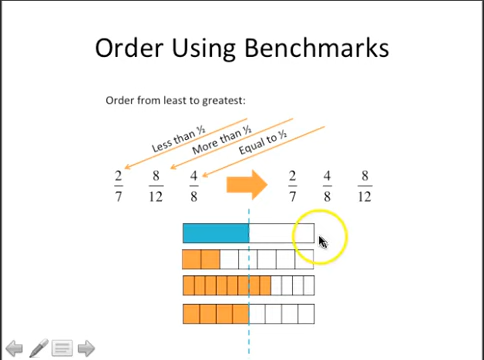 Order Using Benchmarks
Order from least to greatest:
Less than ½
More than ½
Equal to ½
2/7 8/12 4/8 2/7 4/8 8/12